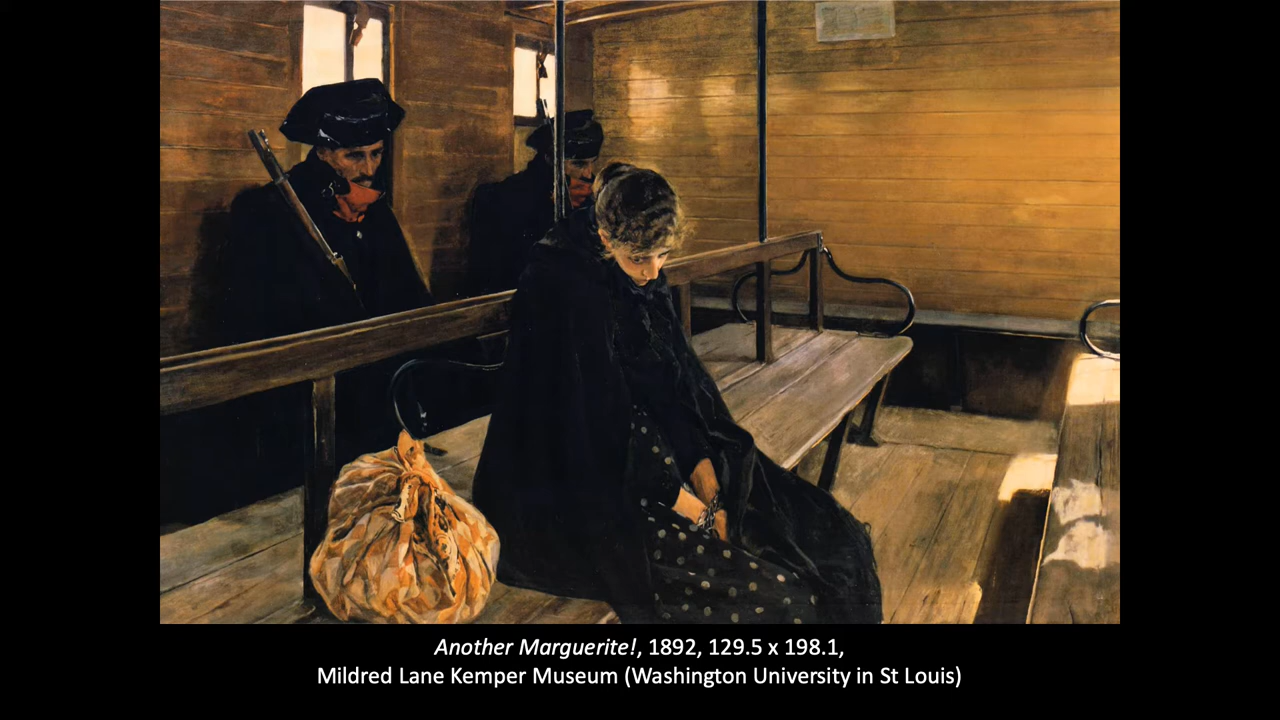 Another Marguerite!, 1892, 129.5 x 198.1,
Mildred Lane Kemper Museum (Washington University in St Louis)